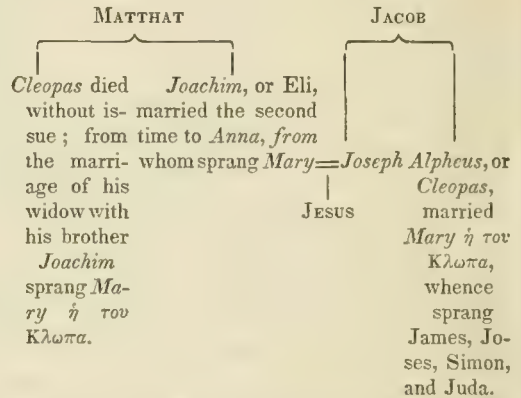 MATTHAT
JACOB
Cleopas died
without is-
sue ; from
the marri-
age of his
widow with
his brother
Joachim
sprang Ma-
ry ἡ του
Κλωπα.
Joachim, or Eli,
married the second
time to Anna, from
whom sprang Mary=Joseph
JESUS
Alpheus, or
Cleopas,
married
Mary ἡ του
Κλωπα,
whence
sprang
James, Jo-
ses, Simon,
and Juda.